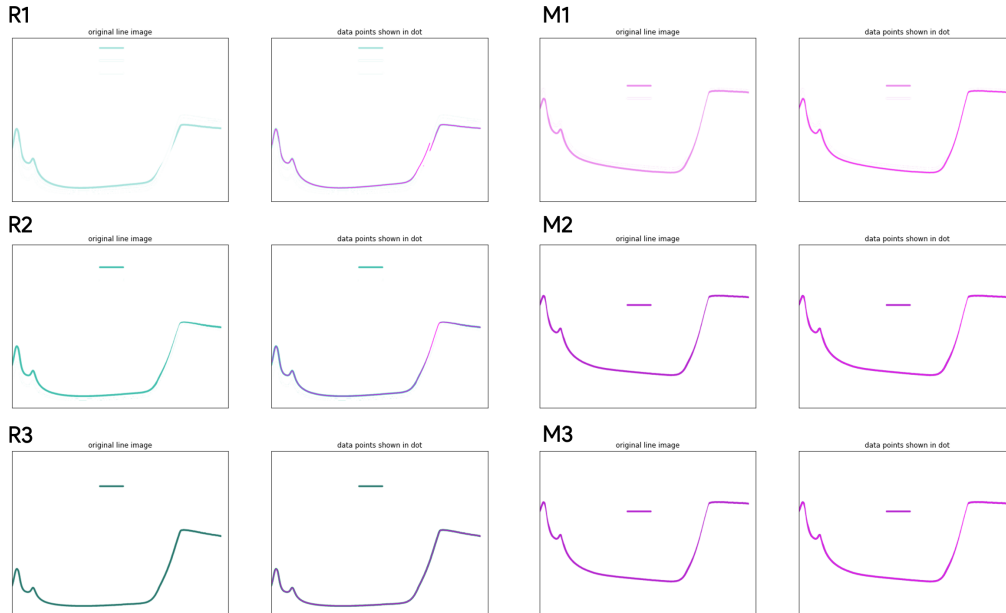 R1
M1
original line image
data points shown in dot
original line image
data points shown in dot
R2
M2
original line image
data points shown in dot
original line image
data points shown in dot
R3
M3
original line image
data points shown in dot
original line image
data points shown in dot